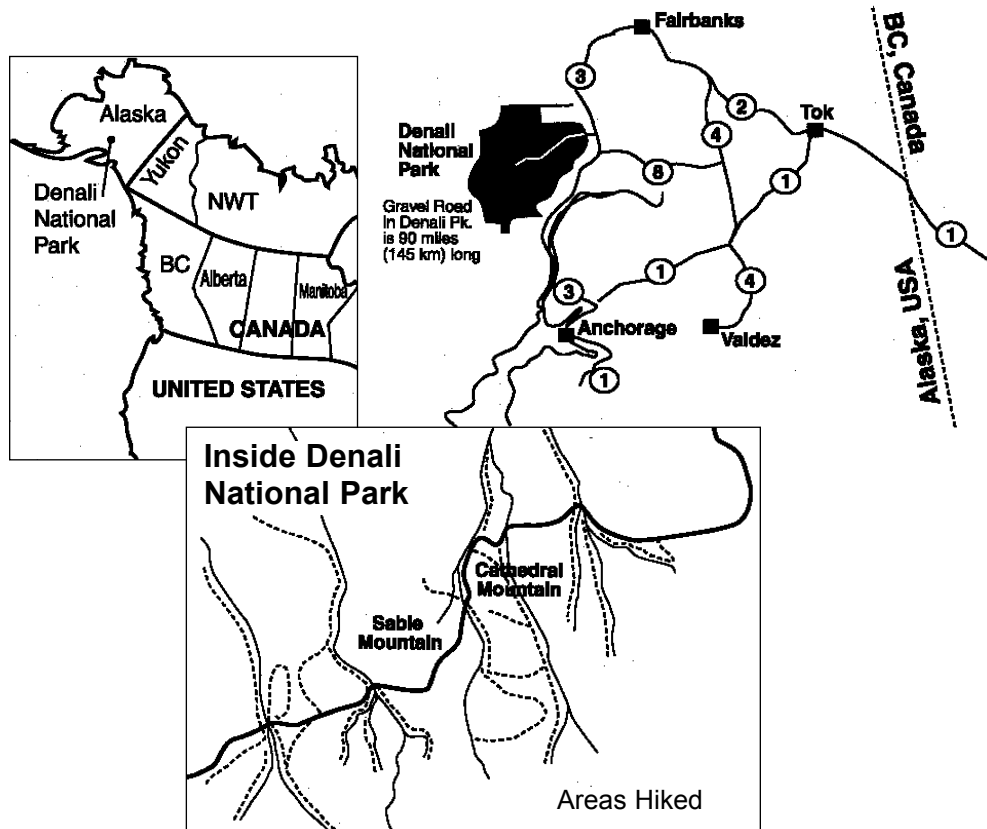 Alaska
Yukon
Denali
National
Park
NWT
BC
Alberta
Manitoba
CANADA
UNITED STATES
Fairbanks
3
2
Tok
4
Denali
National
Park
8
1
Gravel Road
in Denali Pk.
is 90 miles
(145 km) long
1
4
3
Anchorage
Valdez
1
1
BC, Canada
Alaska, USA
Inside Denali
National Park
Cathedral
Mountain
Sable
Mountain
Areas Hiked